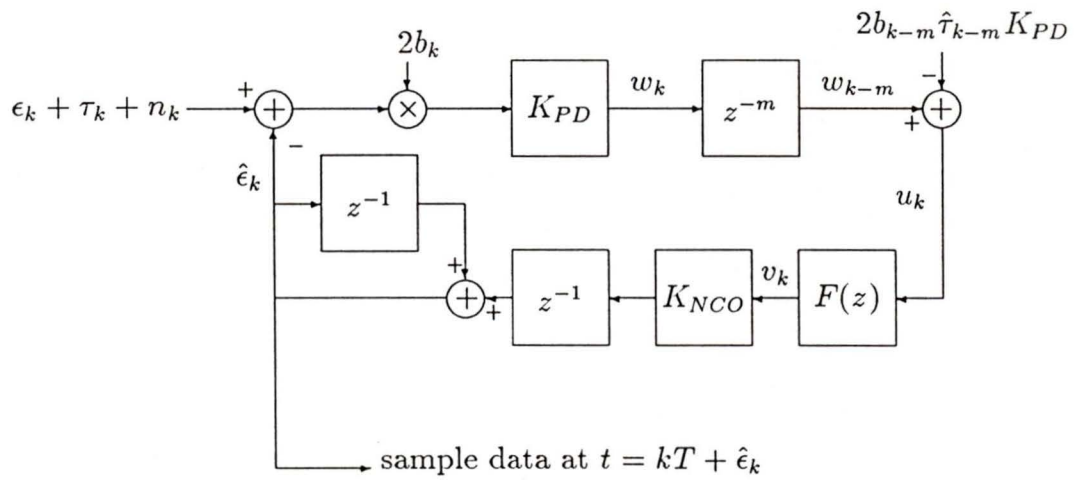 2b_{k-m} \hat{τ}_{k-m} K_{PD}
2b_k
ϵ_k + τ_k + n_k
+
+
×
K_{PD}
w_k
z^{-m}
w_{k-m}
−
+
+
−
\hat{ϵ}_k
z^{-1}
u_k
+
+
+
z^{-1}
K_{NCO}
v_k
F(z)
sample data at t = kT + \hat{ϵ}_k